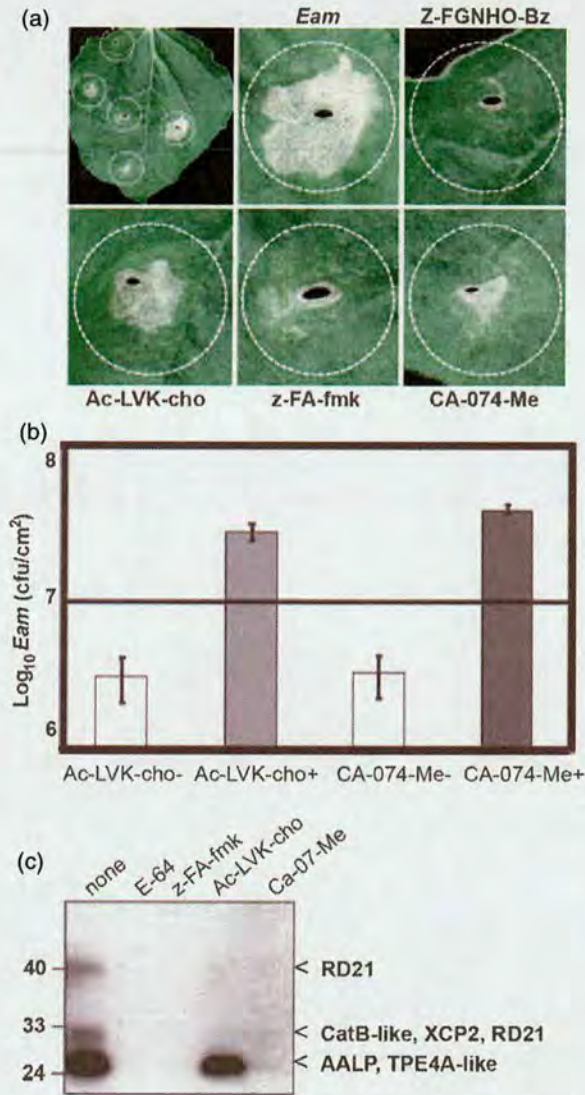 (a)
Eam Z-FGNHO-Bz
Ac-LVK-cho z-FA-fmk CA-074-Me
(b)
8
7
6
Log10 Eam (cfu/cm2)
Ac-LVK-cho- Ac-LVK-cho+ CA-074-Me- CA-074-Me+
(c)
none E-64 z-FA-fmk Ac-LVK-cho Ca-07-Me
40 < RD21
33 < CatB-like, XCP2, RD21
24 < AALP, TPE4A-like